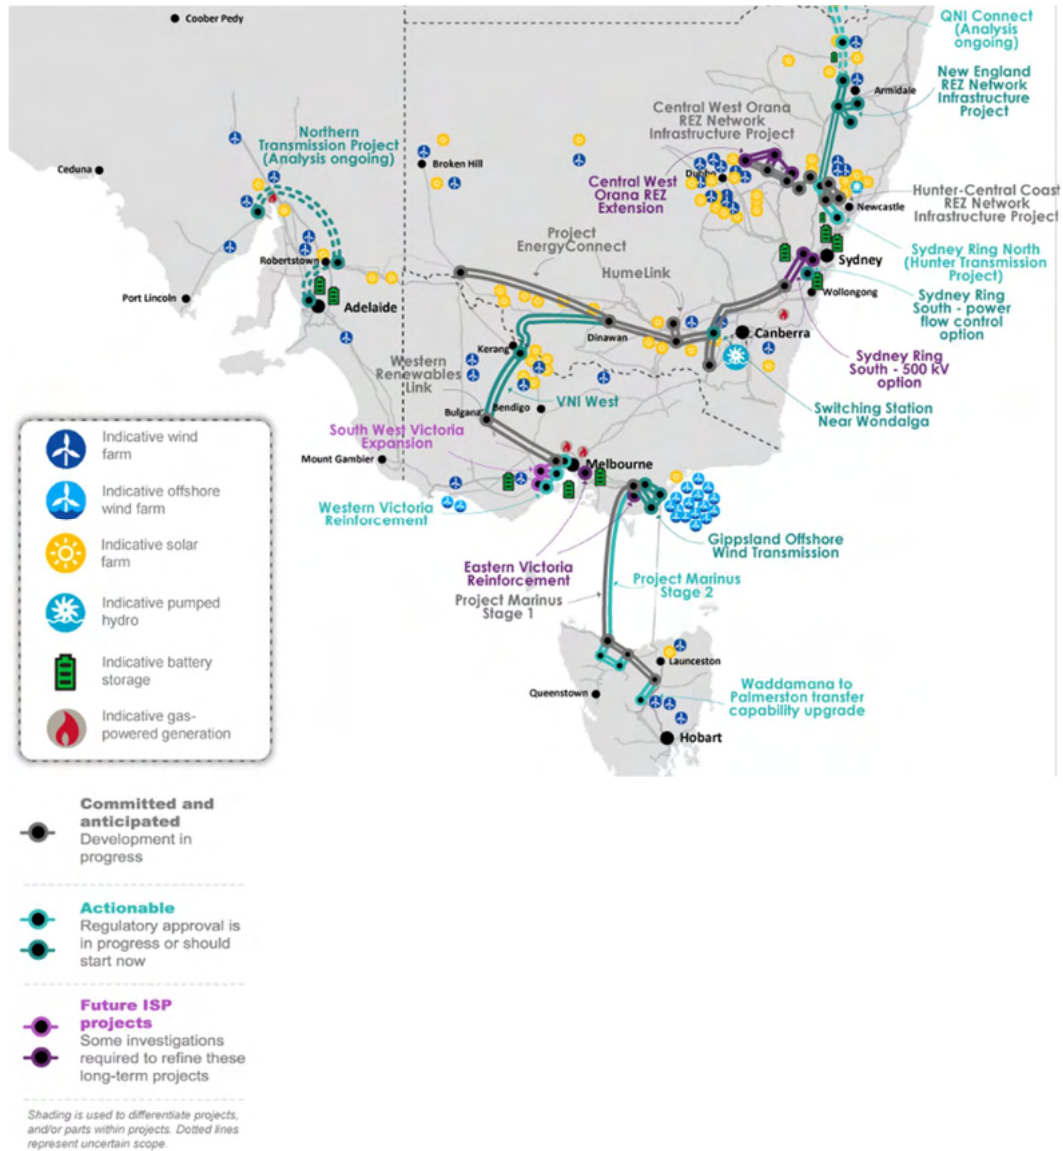 Coober Pedy
QNI Connect
(Analysis
ongoing)
New England
REZ Network
Infrastructure
Project
Armidale
Central West Orana
REZ Network
Infrastructure Project
Northern
Transmission Project
(Analysis ongoing)
Broken Hill
Ceduna
Dubbo
Central West
Orana REZ
Extension
Hunter-Central Coast
REZ Network
Infrastructure Project
Newcastle
Project
EnergyConnect
HumeLink
Sydney Ring North
(Hunter Transmission
Project)
Sydney
Robertstown
Port Lincoln
Adelaide
Wollongong
Sydney Ring
South - power
flow control
option
Canberra
Dinawan
Kerang
Western
Renewables
Link
Sydney Ring
South - 500 kV
option
VNI West
Switching Station
Near Wondalga
Bulgana
Bendigo
South West Victoria
Expansion
Mount Gambier
Melbourne
Western Victoria
Reinforcement
Gippsland Offshore
Wind Transmission
Eastern Victoria
Reinforcement
Project Marinus
Stage 2
Project Marinus
Stage 1
Launceston
Queenstown
Waddamana to
Palmerston transfer
capability upgrade
Hobart
Indicative wind
farm
Indicative offshore
wind farm
Indicative solar
farm
Indicative pumped
hydro
Indicative battery
storage
Indicative gas-
powered generation
Committed and
anticipated
Development in
progress
Actionable
Regulatory approval is
in progress or should
start now
Future ISP
projects
Some investigations
required to refine these
long-term projects
Shading is used to differentiate projects,
and/or parts within projects. Dotted lines
represent uncertain scope.